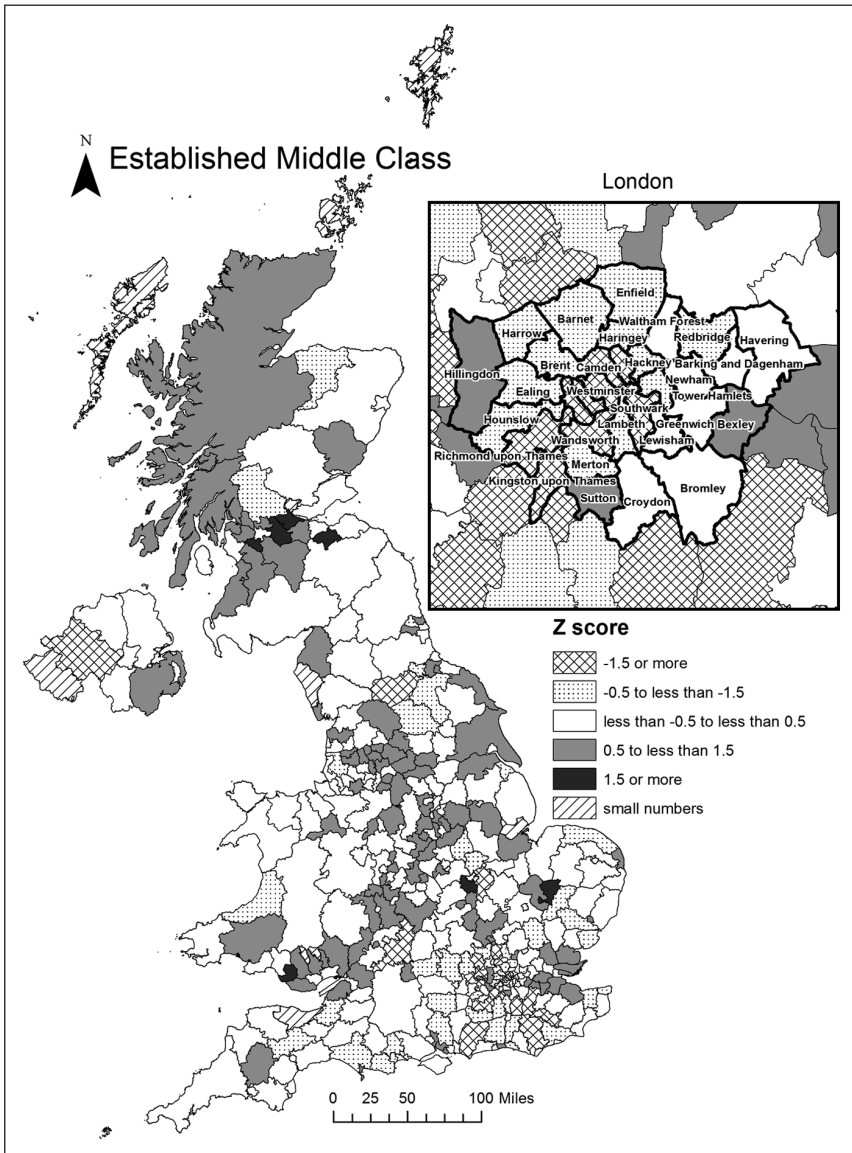 N
Established Middle Class
London
Enfield
Barnet
Waltham Forest
Harrow
Haringey
Redbridge
Havering
Hillingdon
Brent
Camden
Hackney
Barking and Dagenham
Ealing
Westminster
Newham
Tower Hamlets
Hounslow
Southwark
Lambeth
Greenwich
Bexley
Wandsworth
Lewisham
Richmond upon Thames
Merton
Kingston upon Thames
Sutton
Croydon
Bromley
Z score
-1.5 or more
-0.5 to less than -1.5
less than -0.5 to less than 0.5
0.5 to less than 1.5
1.5 or more
small numbers
0 25 50 100 Miles